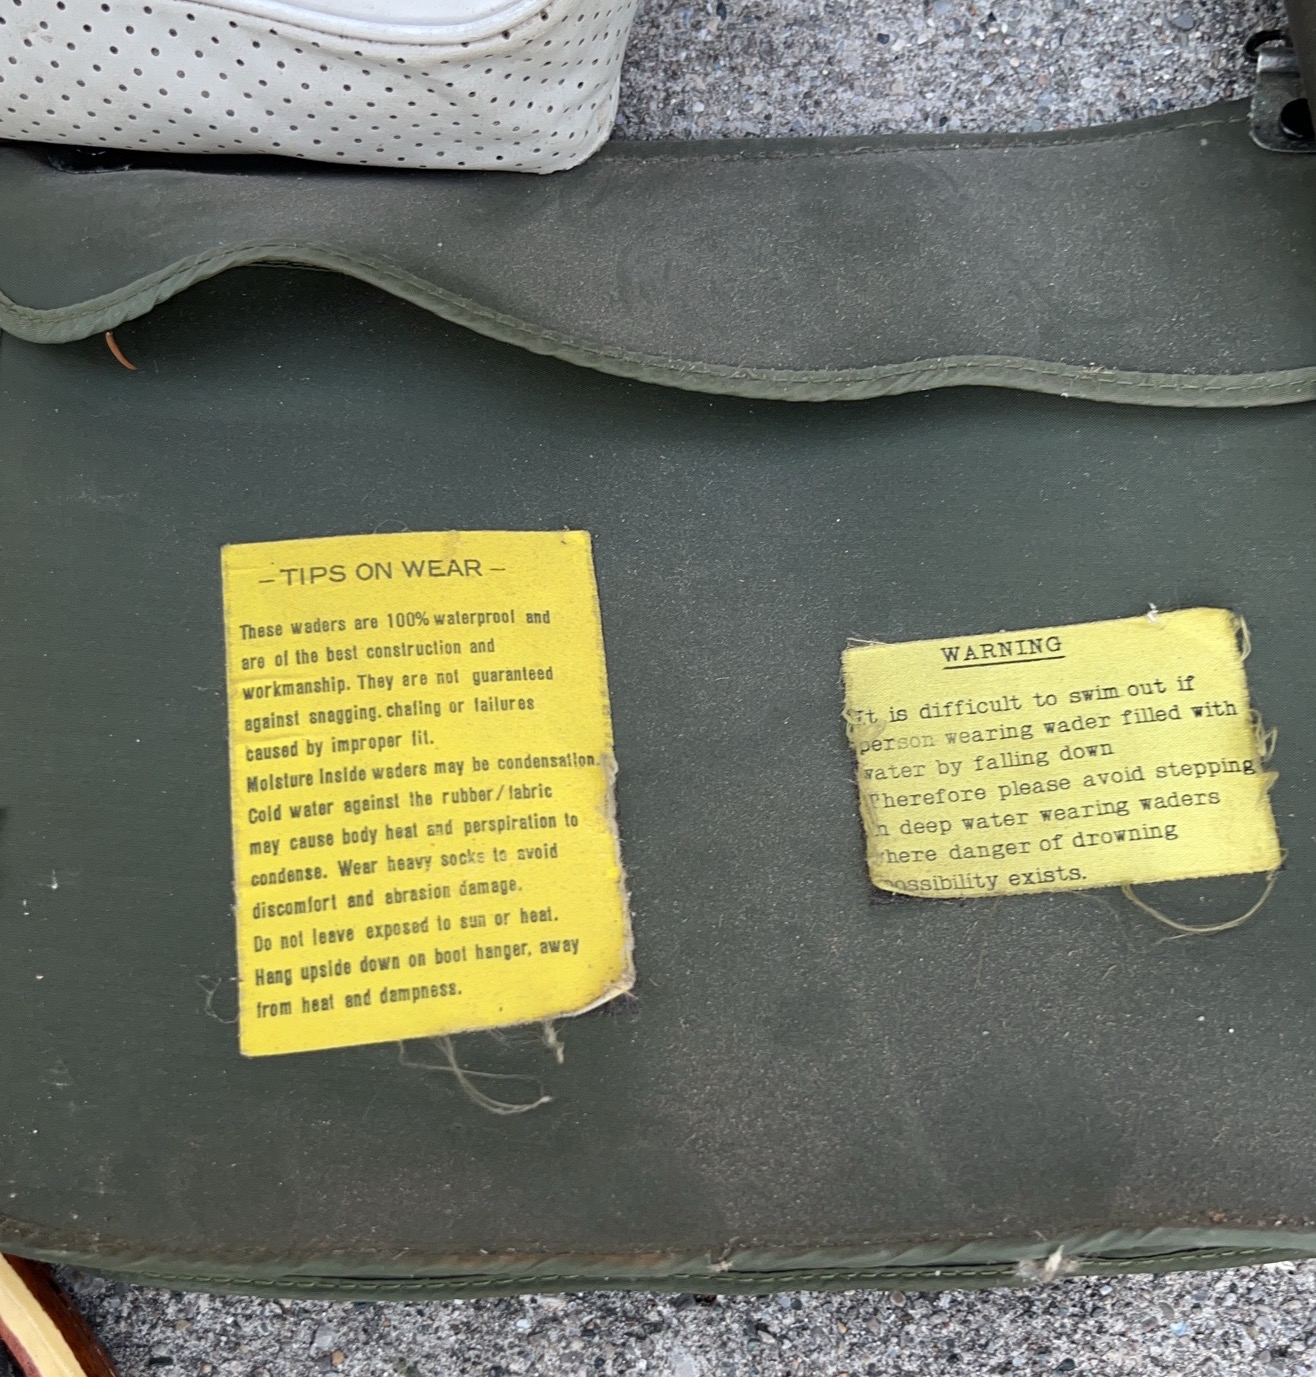 -TIPS ON WEAR-
These waders are 100% waterproof and
are of the best construction and
workmanship. They are not guaranteed
against snagging. chafing or failures
caused by improper fit.
Moisture Inside waders may be condensation.
Cold water against the rubber/fabric
may cause body heat and perspiration to
condense. Wear heavy socks to avoid
discomfort and abrasion damage.
Do not leave exposed to sun or heat.
Hang upside down on boot hanger, away
from heat and dampness.
WARNING
It is difficult to swim out if
person wearing wader filled with
water by falling down
Therefore please avoid stepping
in deep water wearing waders
where danger of drowning
possibility exists.